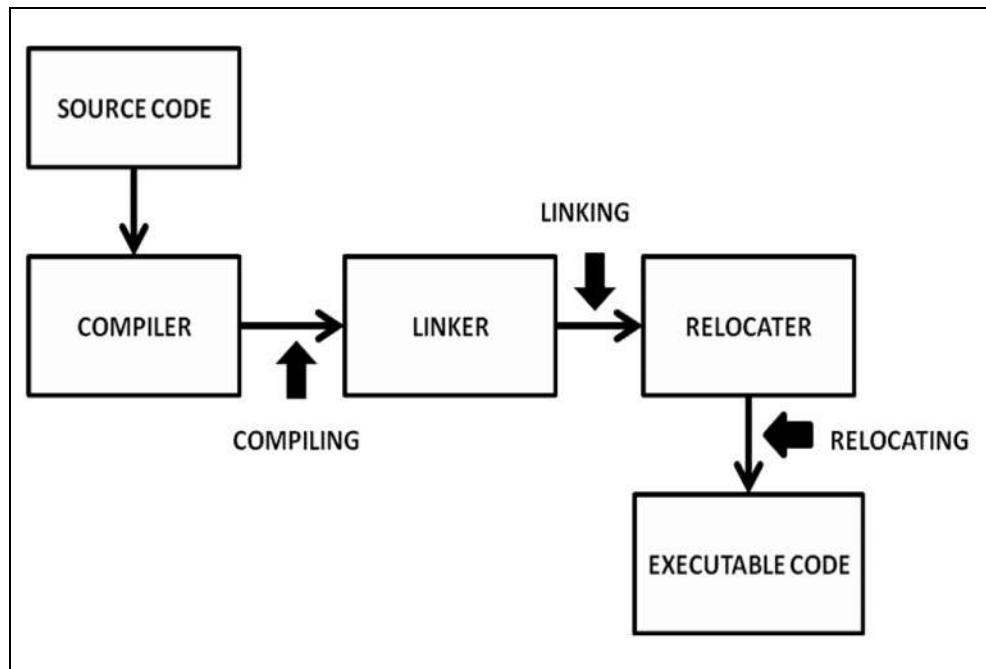 SOURCE CODE
LINKING
COMPILER
LINKER
RELOCATER
COMPILING
RELOCATING
EXECUTABLE CODE